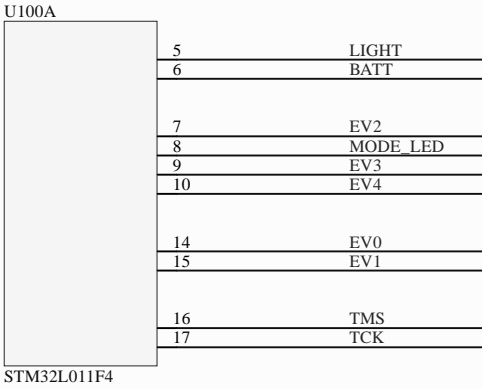 U100A
5 LIGHT
6 BATT
7 EV2
8 MODE_LED
9 EV3
10 EV4
14 EV0
15 EV1
16 TMS
17 TCK
STM32L011F4